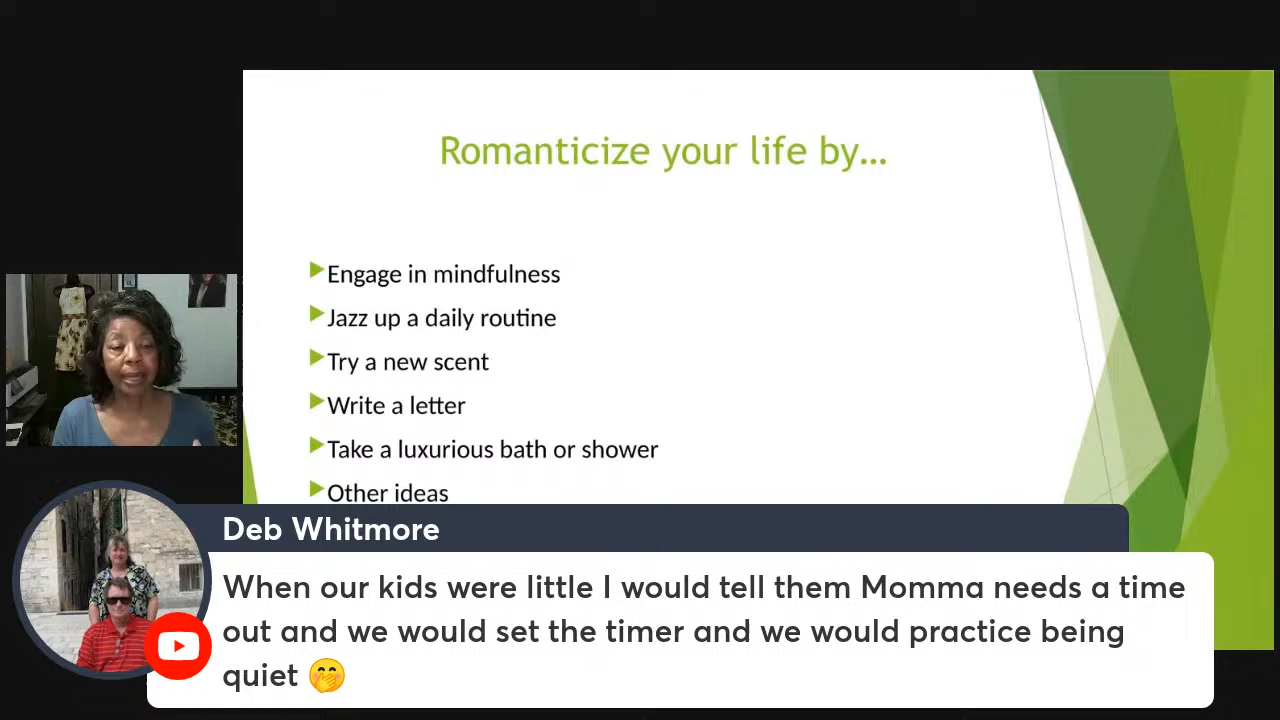 Romanticize your life by...
Engage in mindfulness
Jazz up a daily routine
Try a new scent
Write a letter
Take a luxurious bath or shower
Other ideas
Deb Whitmore
When our kids were little I would tell them Momma needs a time
out and we would set the timer and we would practice being
quiet 🤭